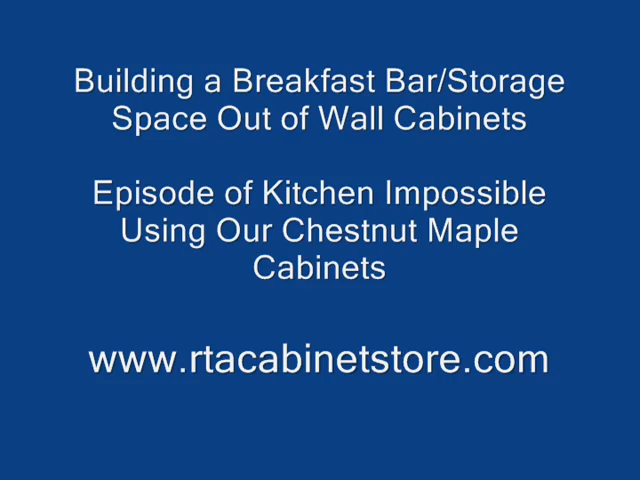 Building a Breakfast Bar/Storage
Space Out of Wall Cabinets
Episode of Kitchen Impossible
Using Our Chestnut Maple
Cabinets
www.rtacabinetstore.com